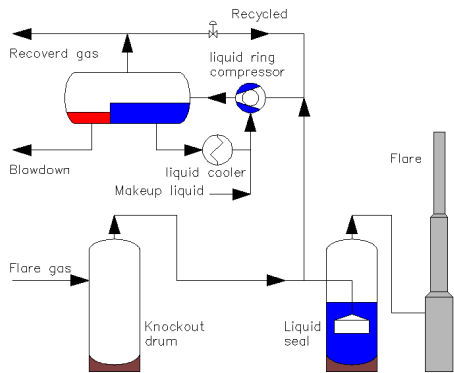 Recycled
Recoverd gas
liquid ring
compressor
Blowdown
liquid cooler
Makeup liquid
Flare
Flare gas
Knockout
drum
Liquid
seal